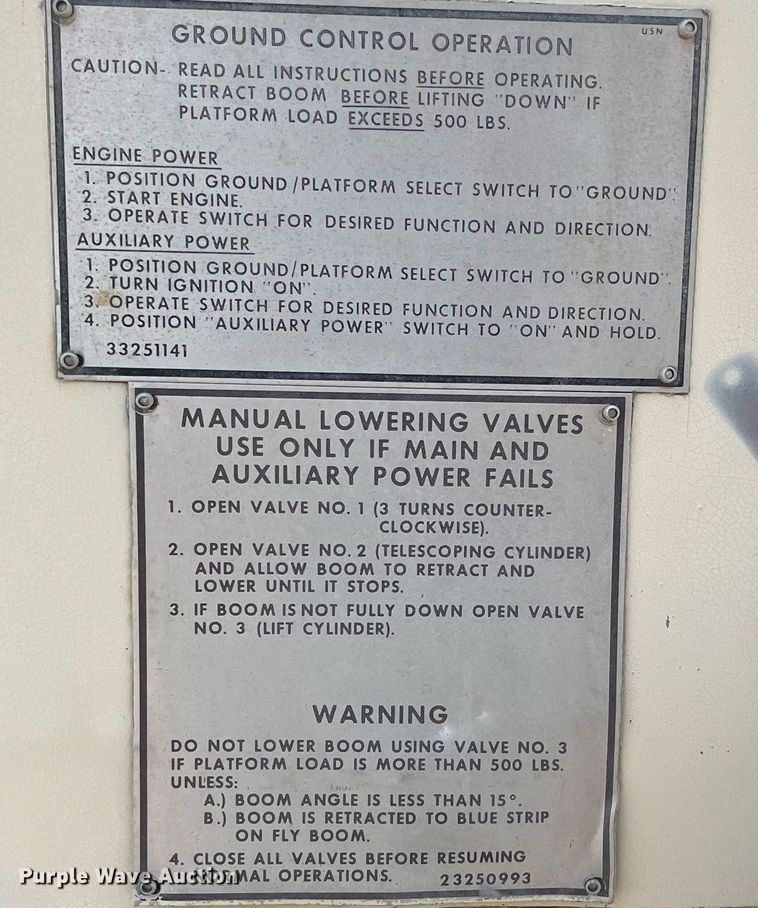 USN
GROUND CONTROL OPERATION
CAUTION- READ ALL INSTRUCTIONS BEFORE OPERATING.
RETRACT BOOM BEFORE LIFTING "DOWN" IF
PLATFORM LOAD EXCEEDS 500 LBS.
ENGINE POWER
1. POSITION GROUND/PLATFORM SELECT SWITCH TO "GROUND".
2. START ENGINE.
3. OPERATE SWITCH FOR DESIRED FUNCTION AND DIRECTION.
AUXILIARY POWER
1. POSITION GROUND/PLATFORM SELECT SWITCH TO "GROUND".
2. TURN IGNITION "ON".
3. OPERATE SWITCH FOR DESIRED FUNCTION AND DIRECTION.
4. POSITION "AUXILIARY POWER" SWITCH TO "ON" AND HOLD.
33251141
MANUAL LOWERING VALVES
USE ONLY IF MAIN AND
AUXILIARY POWER FAILS
1. OPEN VALVE NO. 1 (3 TURNS COUNTER-
CLOCKWISE).
2. OPEN VALVE NO. 2 (TELESCOPING CYLINDER)
AND ALLOW BOOM TO RETRACT AND
LOWER UNTIL IT STOPS.
3. IF BOOM IS NOT FULLY DOWN OPEN VALVE
NO. 3 (LIFT CYLINDER).
WARNING
DO NOT LOWER BOOM USING VALVE NO. 3
IF PLATFORM LOAD IS MORE THAN 500 LBS.
UNLESS:
A.) BOOM ANGLE IS LESS THAN 15°.
B.) BOOM IS RETRACTED TO BLUE STRIP
ON FLY BOOM.
4. CLOSE ALL VALVES BEFORE RESUMING
NORMAL OPERATIONS. 23250993
Purple Wave Auction